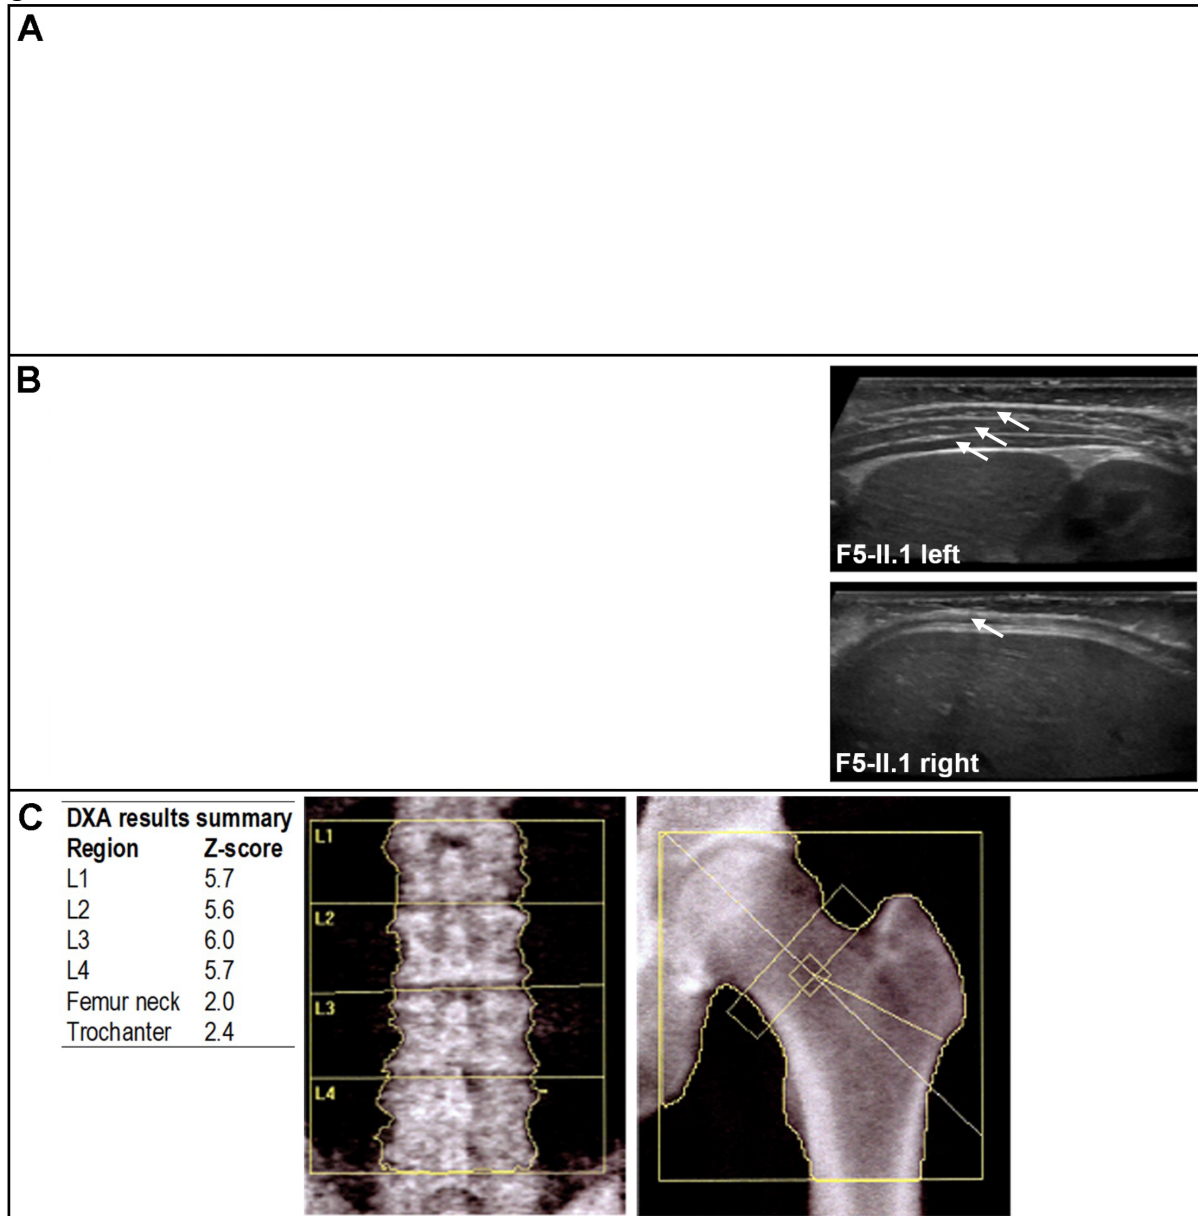 A
B
F5-II.1 left
F5-II.1 right
C
DXA results summary
Region Z-score
L1 5.7
L2 5.6
L3 6.0
L4 5.7
Femur neck 2.0
Trochanter 2.4
L1
L2
L3
L4